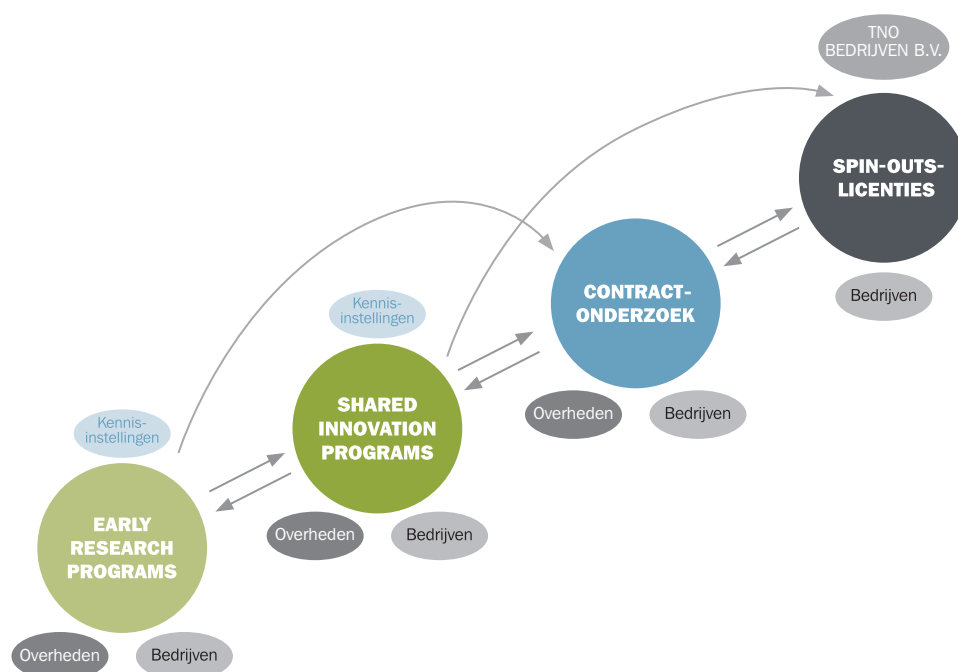 TNO
BEDRIJVEN B.V.
SPIN-OUTS-
LICENTIES
Bedrijven
CONTRACT-
ONDERZOEK
Overheden
Bedrijven
Kennis-
instellingen
SHARED
INNOVATION
PROGRAMS
Overheden
Bedrijven
Kennis-
instellingen
EARLY
RESEARCH
PROGRAMS
Overheden
Bedrijven